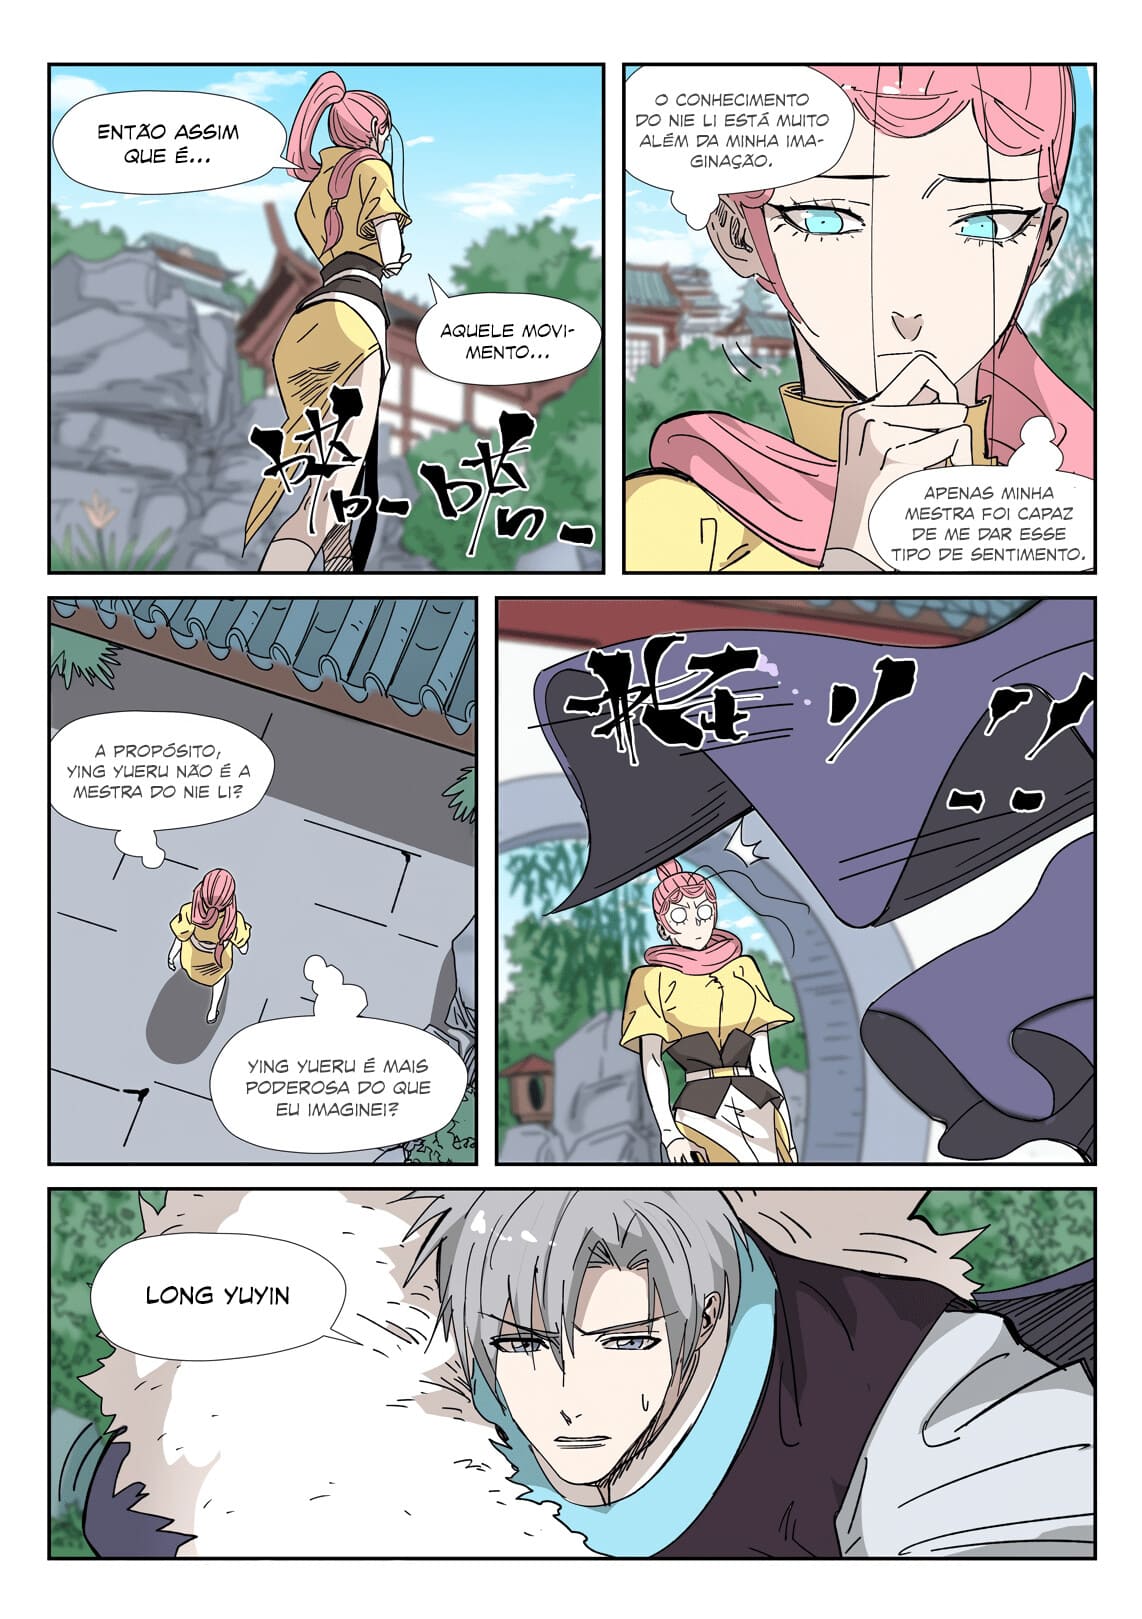 ENTÃO ASSIM
QUE É...
AQUELE MOVI-
MENTO...
O CONHECIMENTO
DO NIE LI ESTÁ MUITO
ALÉM DA MINHA IMA-
GINAÇÃO.
APENAS MINHA
MESTRA FOI CAPAZ
DE ME DAR ESSE
TIPO DE SENTIMENTO.
A PROPÓSITO,
YING YUERU NÃO É A
MESTRA DO NIE LI?
YING YUERU É MAIS
PODEROSA DO QUE
EU IMAGINEI?
LONG YUYIN